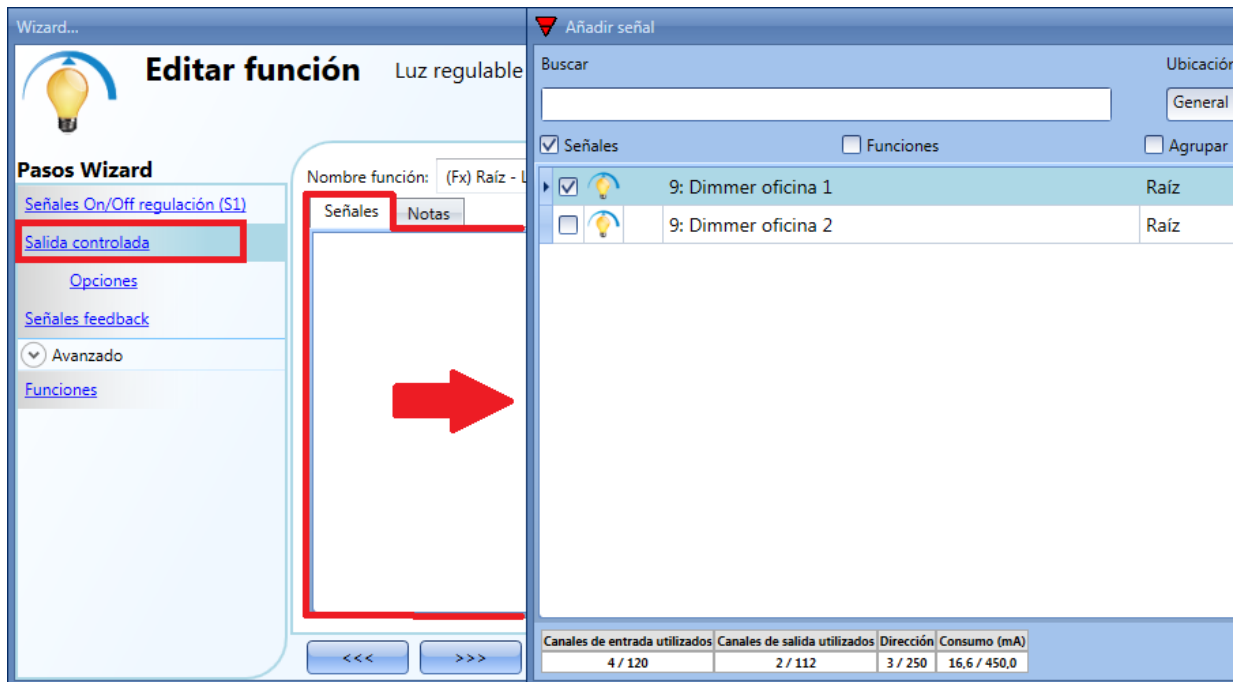 Wizard...
Editar función Luz regulable
Pasos Wizard
Señales On/Off regulación (S1)
Salida controlada
Opciones
Señales feedback
Avanzado
Funciones
Nombre función: (Fx) Raíz - L
Señales Notas
<<< >>>
Añadir señal
Buscar Ubicación
General
Señales Funciones Agrupar
9: Dimmer oficina 1 Raíz
9: Dimmer oficina 2 Raíz
Canales de entrada utilizados Canales de salida utilizados Dirección Consumo (mA)
4 / 120 2 / 112 3 / 250 16,6 / 450,0